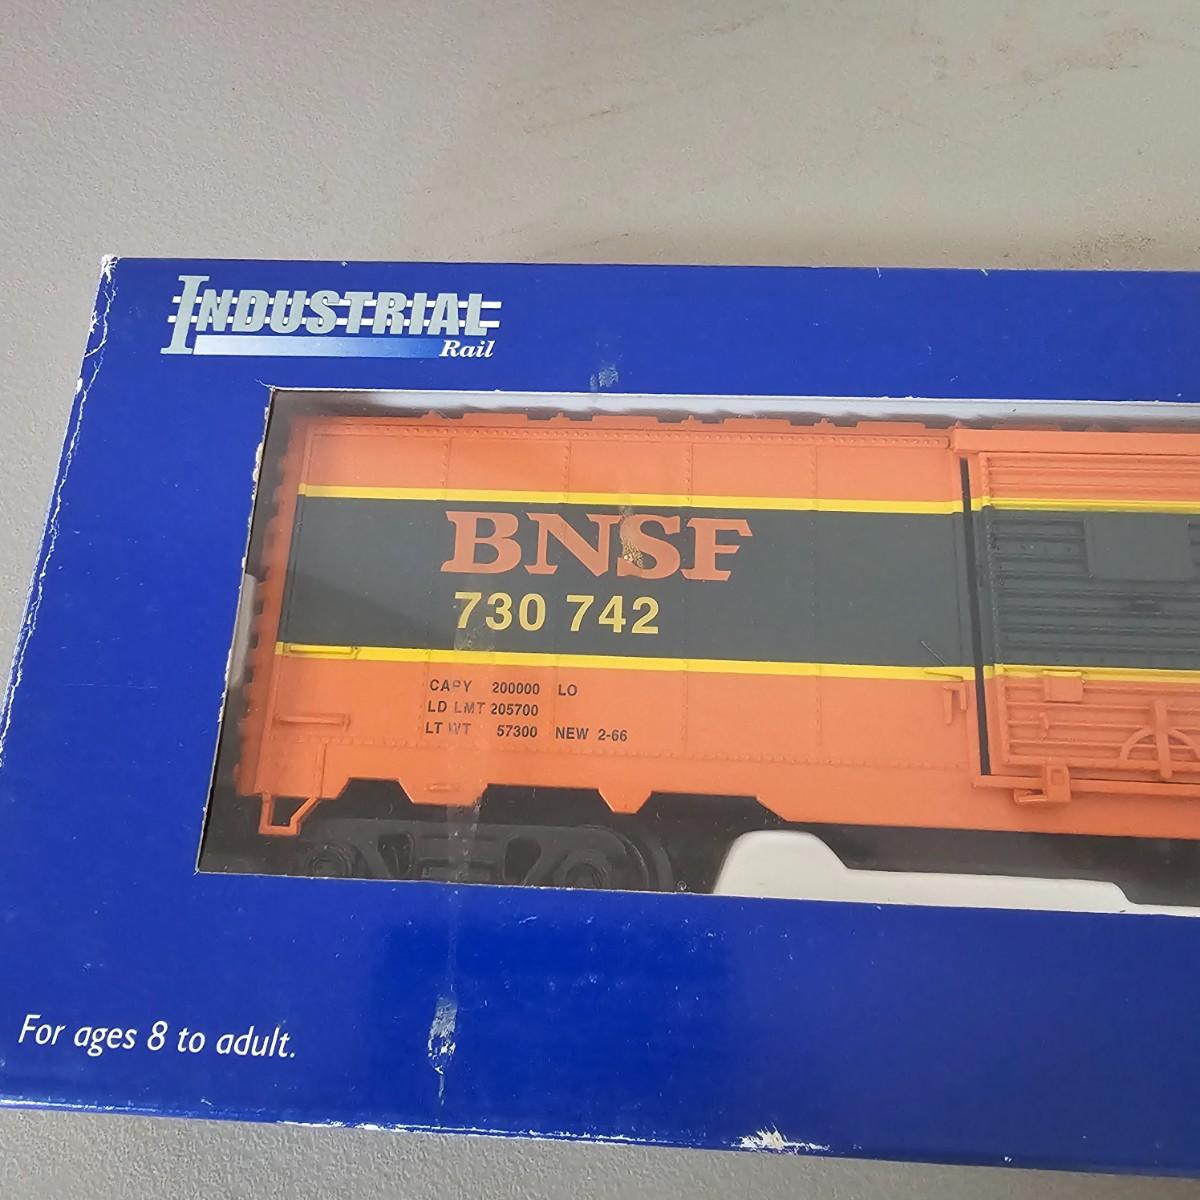 INDUSTRIAL
Rail
BNSF
730 742
CAPY 200000 LO
LD LMT 205700
LT WT 57300 NEW 2-66
For ages 8 to adult.